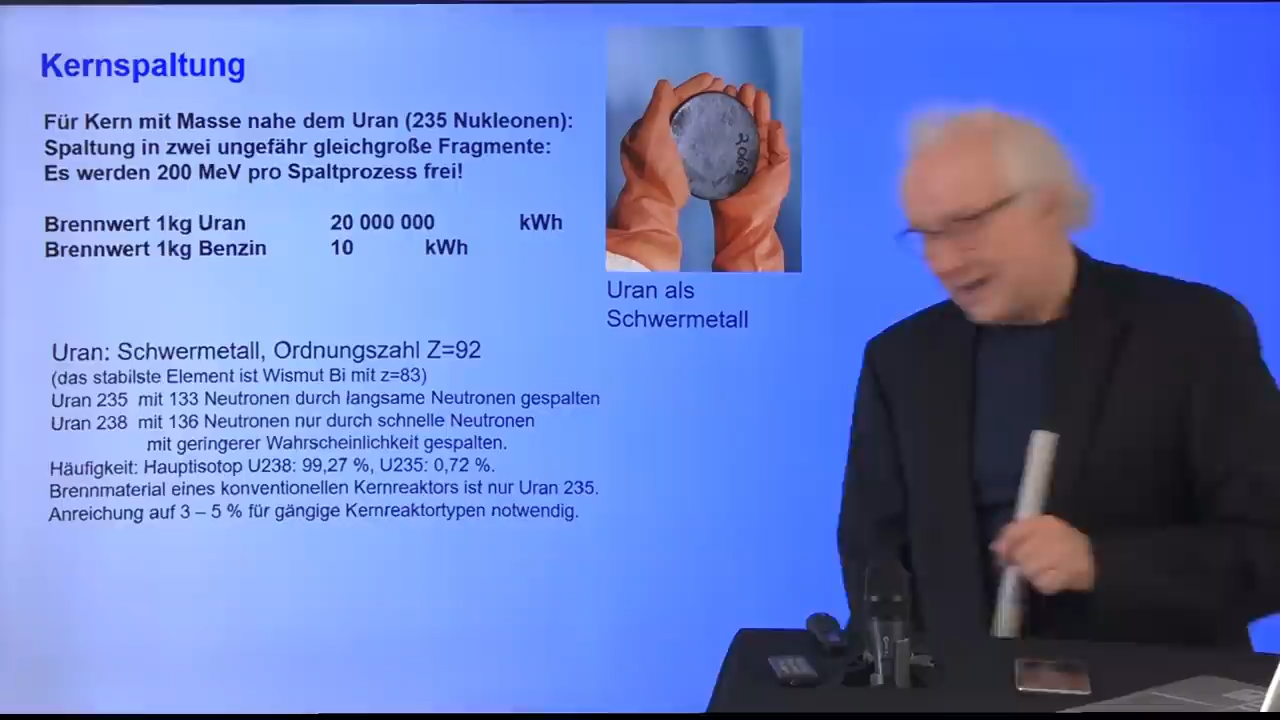 Kernspaltung
Für Kern mit Masse nahe dem Uran (235 Nukleonen):
Spaltung in zwei ungefähr gleichgroße Fragmente:
Es werden 200 MeV pro Spaltprozess frei!
Brennwert 1kg Uran 20 000 000 kWh
Brennwert 1kg Benzin 10 kWh
2068
Uran als
Schwermetall
Uran: Schwermetall, Ordnungszahl Z=92
(das stabilste Element ist Wismut Bi mit z=83)
Uran 235 mit 133 Neutronen durch langsame Neutronen gespalten
Uran 238 mit 136 Neutronen nur durch schnelle Neutronen
mit geringerer Wahrscheinlichkeit gespalten.
Häufigkeit: Hauptisotop U238: 99,27 %, U235: 0,72 %.
Brennmaterial eines konventionellen Kernreaktors ist nur Uran 235.
Anreichung auf 3 – 5 % für gängige Kernreaktortypen notwendig.